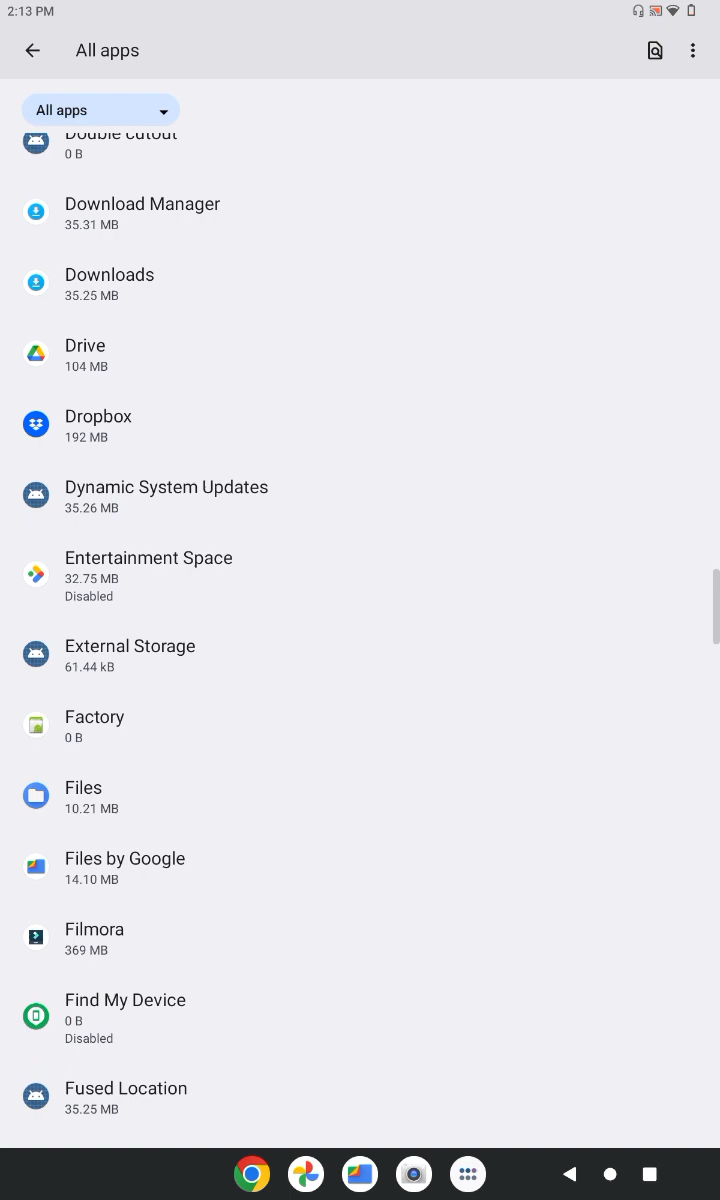 2:13 PM
All apps
All apps
Double cutout
0 B
Download Manager
35.31 MB
Downloads
35.25 MB
Drive
104 MB
Dropbox
192 MB
Dynamic System Updates
35.26 MB
Entertainment Space
32.75 MB
Disabled
External Storage
61.44 kB
Factory
0 B
Files
10.21 MB
Files by Google
14.10 MB
Filmora
369 MB
Find My Device
0 B
Disabled
Fused Location
35.25 MB